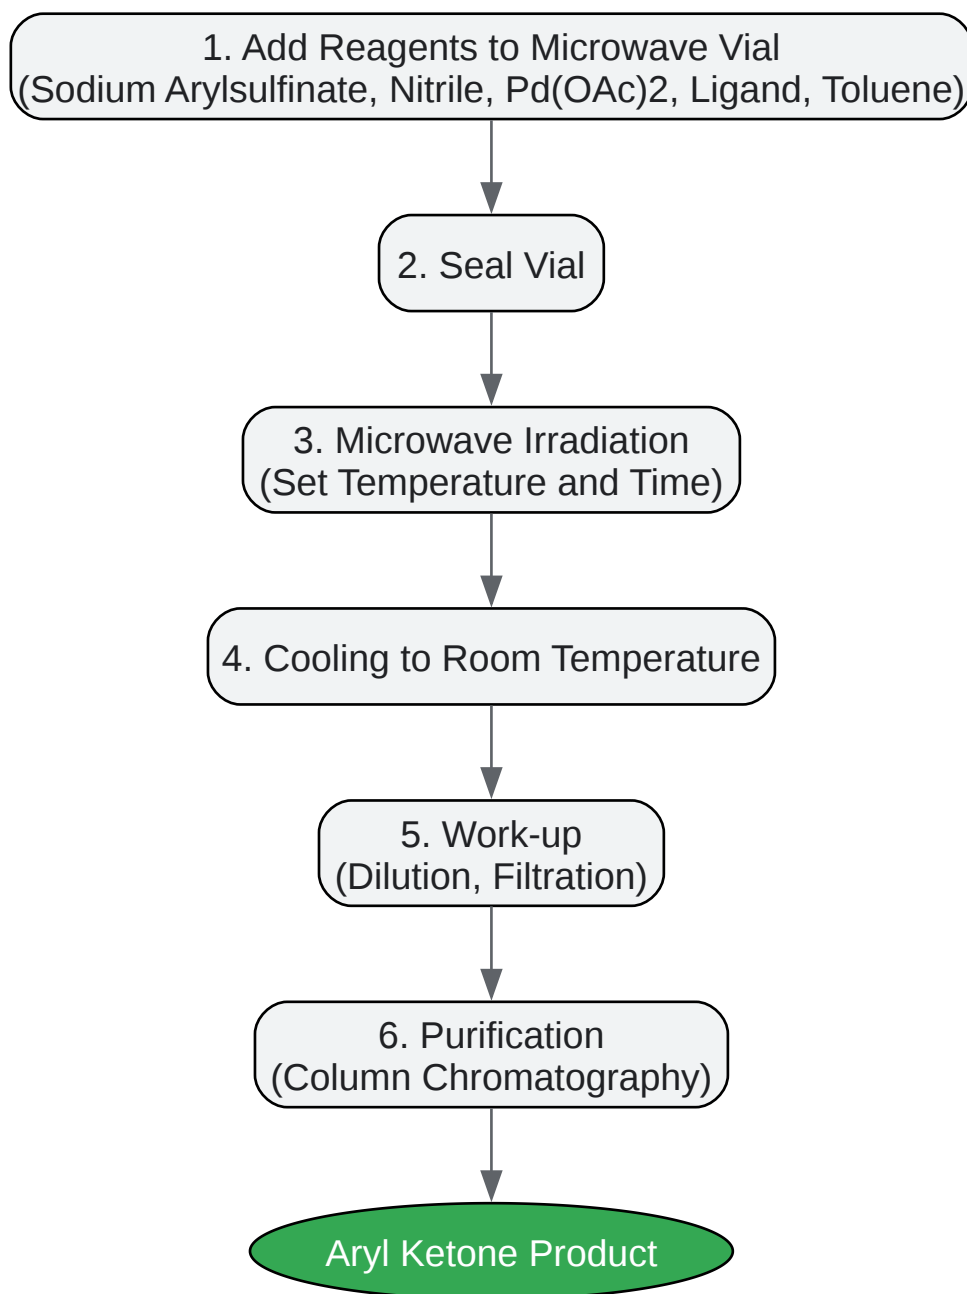 1. Add Reagents to Microwave Vial
(Sodium Arylsulfinate, Nitrile, Pd(OAc)2, Ligand, Toluene)
2. Seal Vial
3. Microwave Irradiation
(Set Temperature and Time)
4. Cooling to Room Temperature
5. Work-up
(Dilution, Filtration)
6. Purification
(Column Chromatography)
Aryl Ketone Product